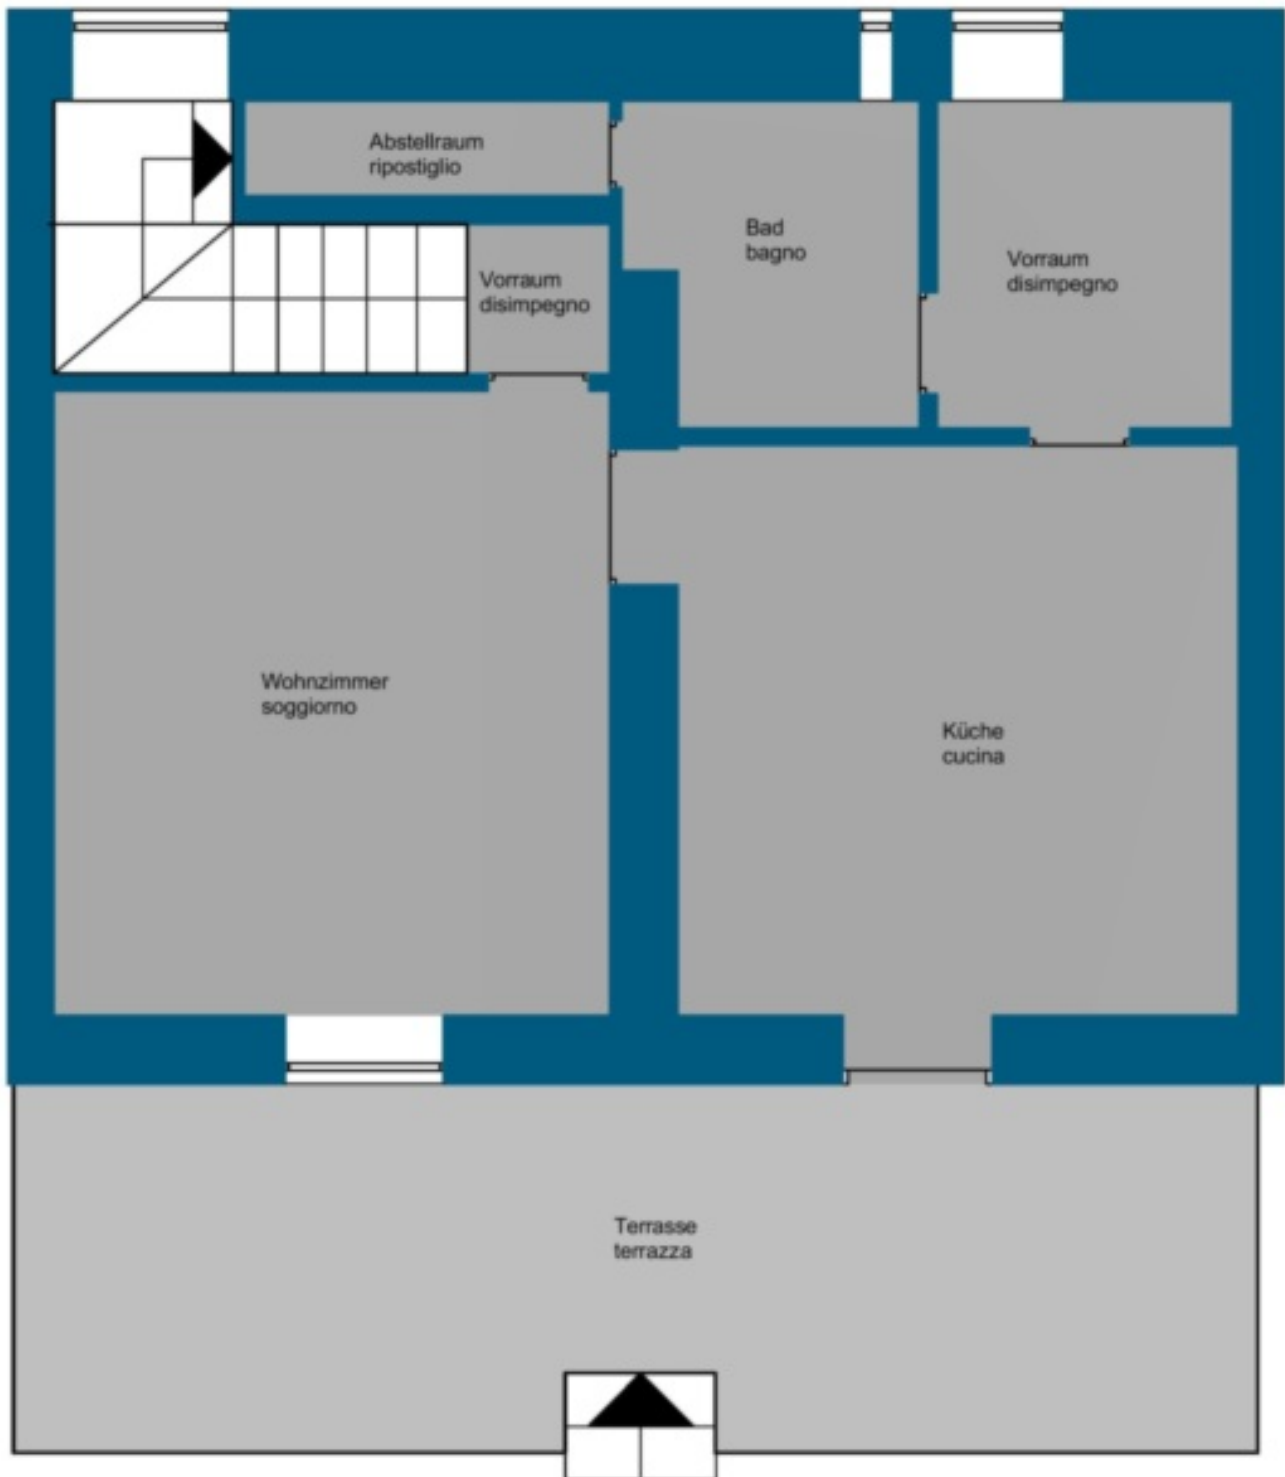 Abstellraum
ripostiglio
Bad
bagno
Vorraum
disimpegno
Vorraum
disimpegno
Wohnzimmer
soggiorno
Küche
cucina
Terrasse
terrazza